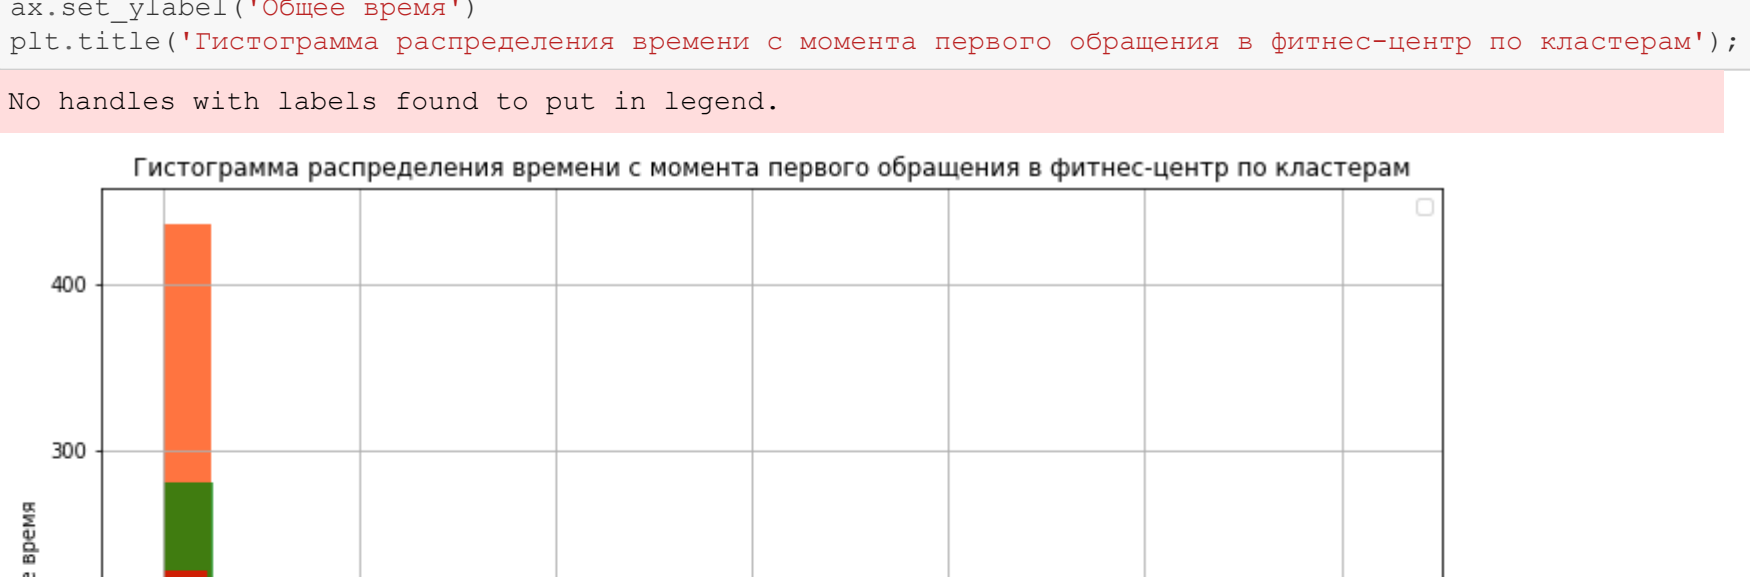 ax.set_ylabel('Общее время')
plt.title('Гистограмма распределения времени с момента первого обращения в фитнес-центр по кластерам');
No handles with labels found to put in legend.
Гистограмма распределения времени с момента первого обращения в фитнес-центр по кластерам
400
300
время